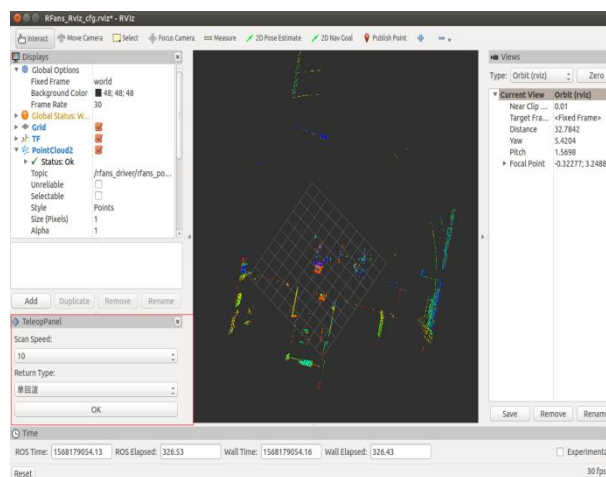 RFans_Rviz_cfg.rviz* - RViz
Interact Move Camera Select Focus Camera Measure 2D Pose Estimate 2D Nav Goal Publish Point
Displays
Global Options
Fixed Frame world
Background Color 48; 48; 48
Frame Rate 30
Global Status: W...
Grid
TF
PointCloud2
Status: Ok
Topic /rfans_driver/rfans_po...
Unreliable
Selectable
Style Points
Size (Pixels) 1
Alpha 1
Add Duplicate Remove Rename
TeleopPanel
Scan Speed:
10
Return Type:
单回波
OK
Views
Type: Orbit (rviz) Zero
Current View Orbit (rviz)
Near Clip ... 0.01
Target Fra... <Fixed Frame>
Distance 32.7842
Yaw 5.4204
Pitch 1.5698
Focal Point -0.32277; 3.2488
Save Remove Renam
Time
ROS Time: 1568179054.13 ROS Elapsed: 326.53 Wall Time: 1568179054.16 Wall Elapsed: 326.43 Experimenta
Reset 30 fps